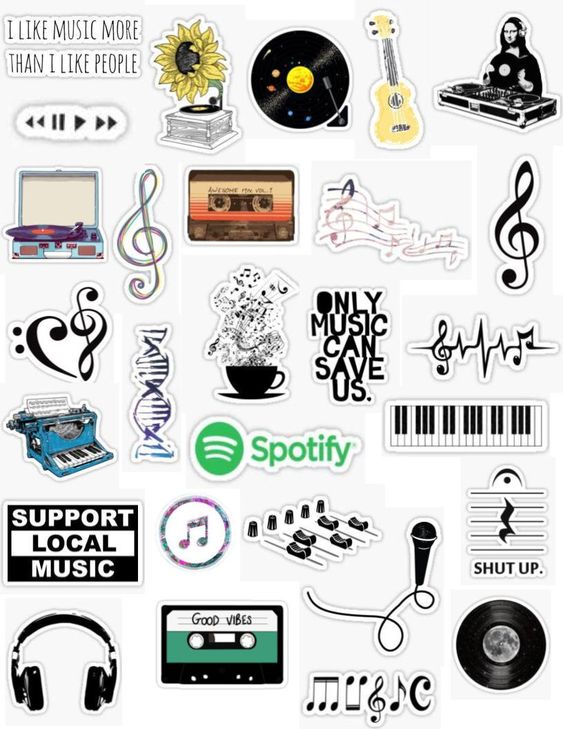 I LIKE MUSIC MORE
THAN I LIKE PEOPLE
AWESOME MIX VOL. 1
ONLY
MUSIC
CAN
SAVE
US.
Spotify
SUPPORT
LOCAL
MUSIC
SHUT UP.
GOOD VIBES